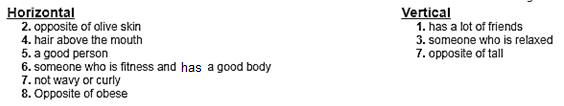 Horizontal
2. opposite of olive skin
4. hair above the mouth
5. a good person
6. someone who is fitness and has a good body
7. not wavy or curly
8. Opposite of obese
Vertical
1. has a lot of friends
3. someone who is relaxed
7. opposite of tall